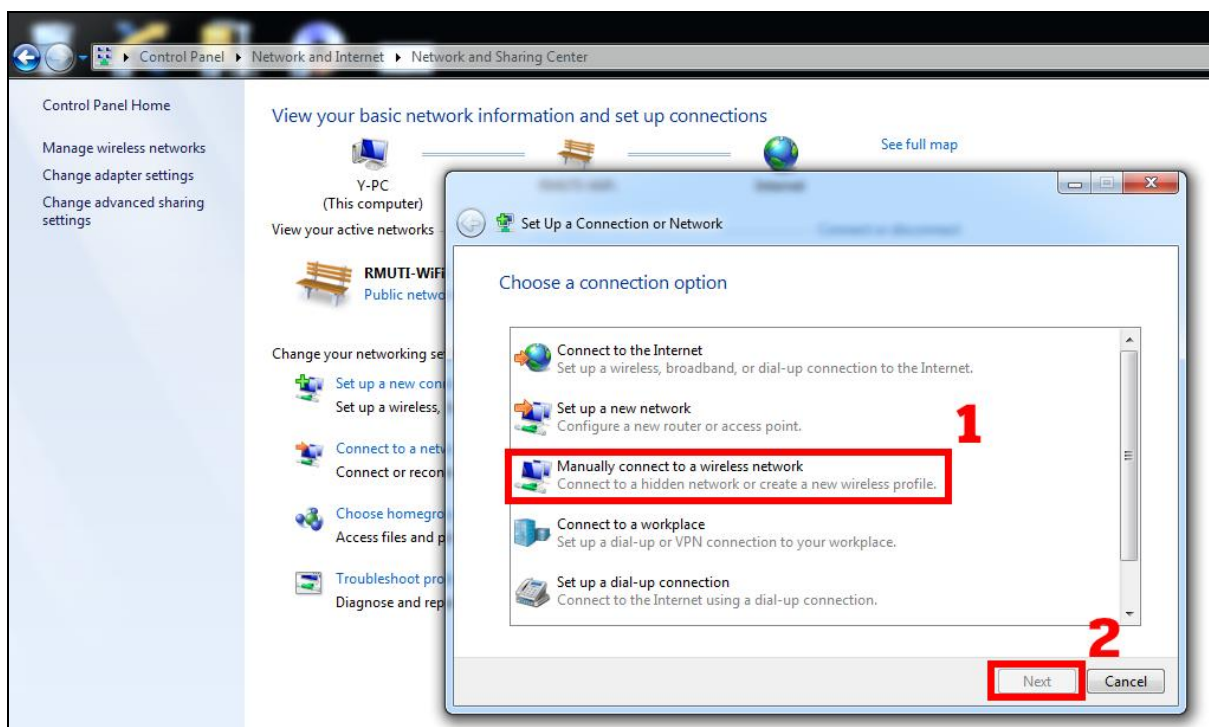 Control Panel ▸ Network and Internet ▸ Network and Sharing Center
Control Panel Home
Manage wireless networks
Change adapter settings
Change advanced sharing
settings
View your basic network information and set up connections
See full map
Y-PC
(This computer)
Internet
View your active networks
Connect or disconnect
RMUTI-WiFi
Public netwo
Change your networking se
Set up a new con
Set up a wireless,
Connect to a net
Connect or recon
Choose homegro
Access files and p
Troubleshoot pro
Diagnose and rep
Set Up a Connection or Network
Choose a connection option
Connect to the Internet
Set up a wireless, broadband, or dial-up connection to the Internet.
Set up a new network
Configure a new router or access point.
1
Manually connect to a wireless network
Connect to a hidden network or create a new wireless profile.
Connect to a workplace
Set up a dial-up or VPN connection to your workplace.
Set up a dial-up connection
Connect to the Internet using a dial-up connection.
2
Next
Cancel